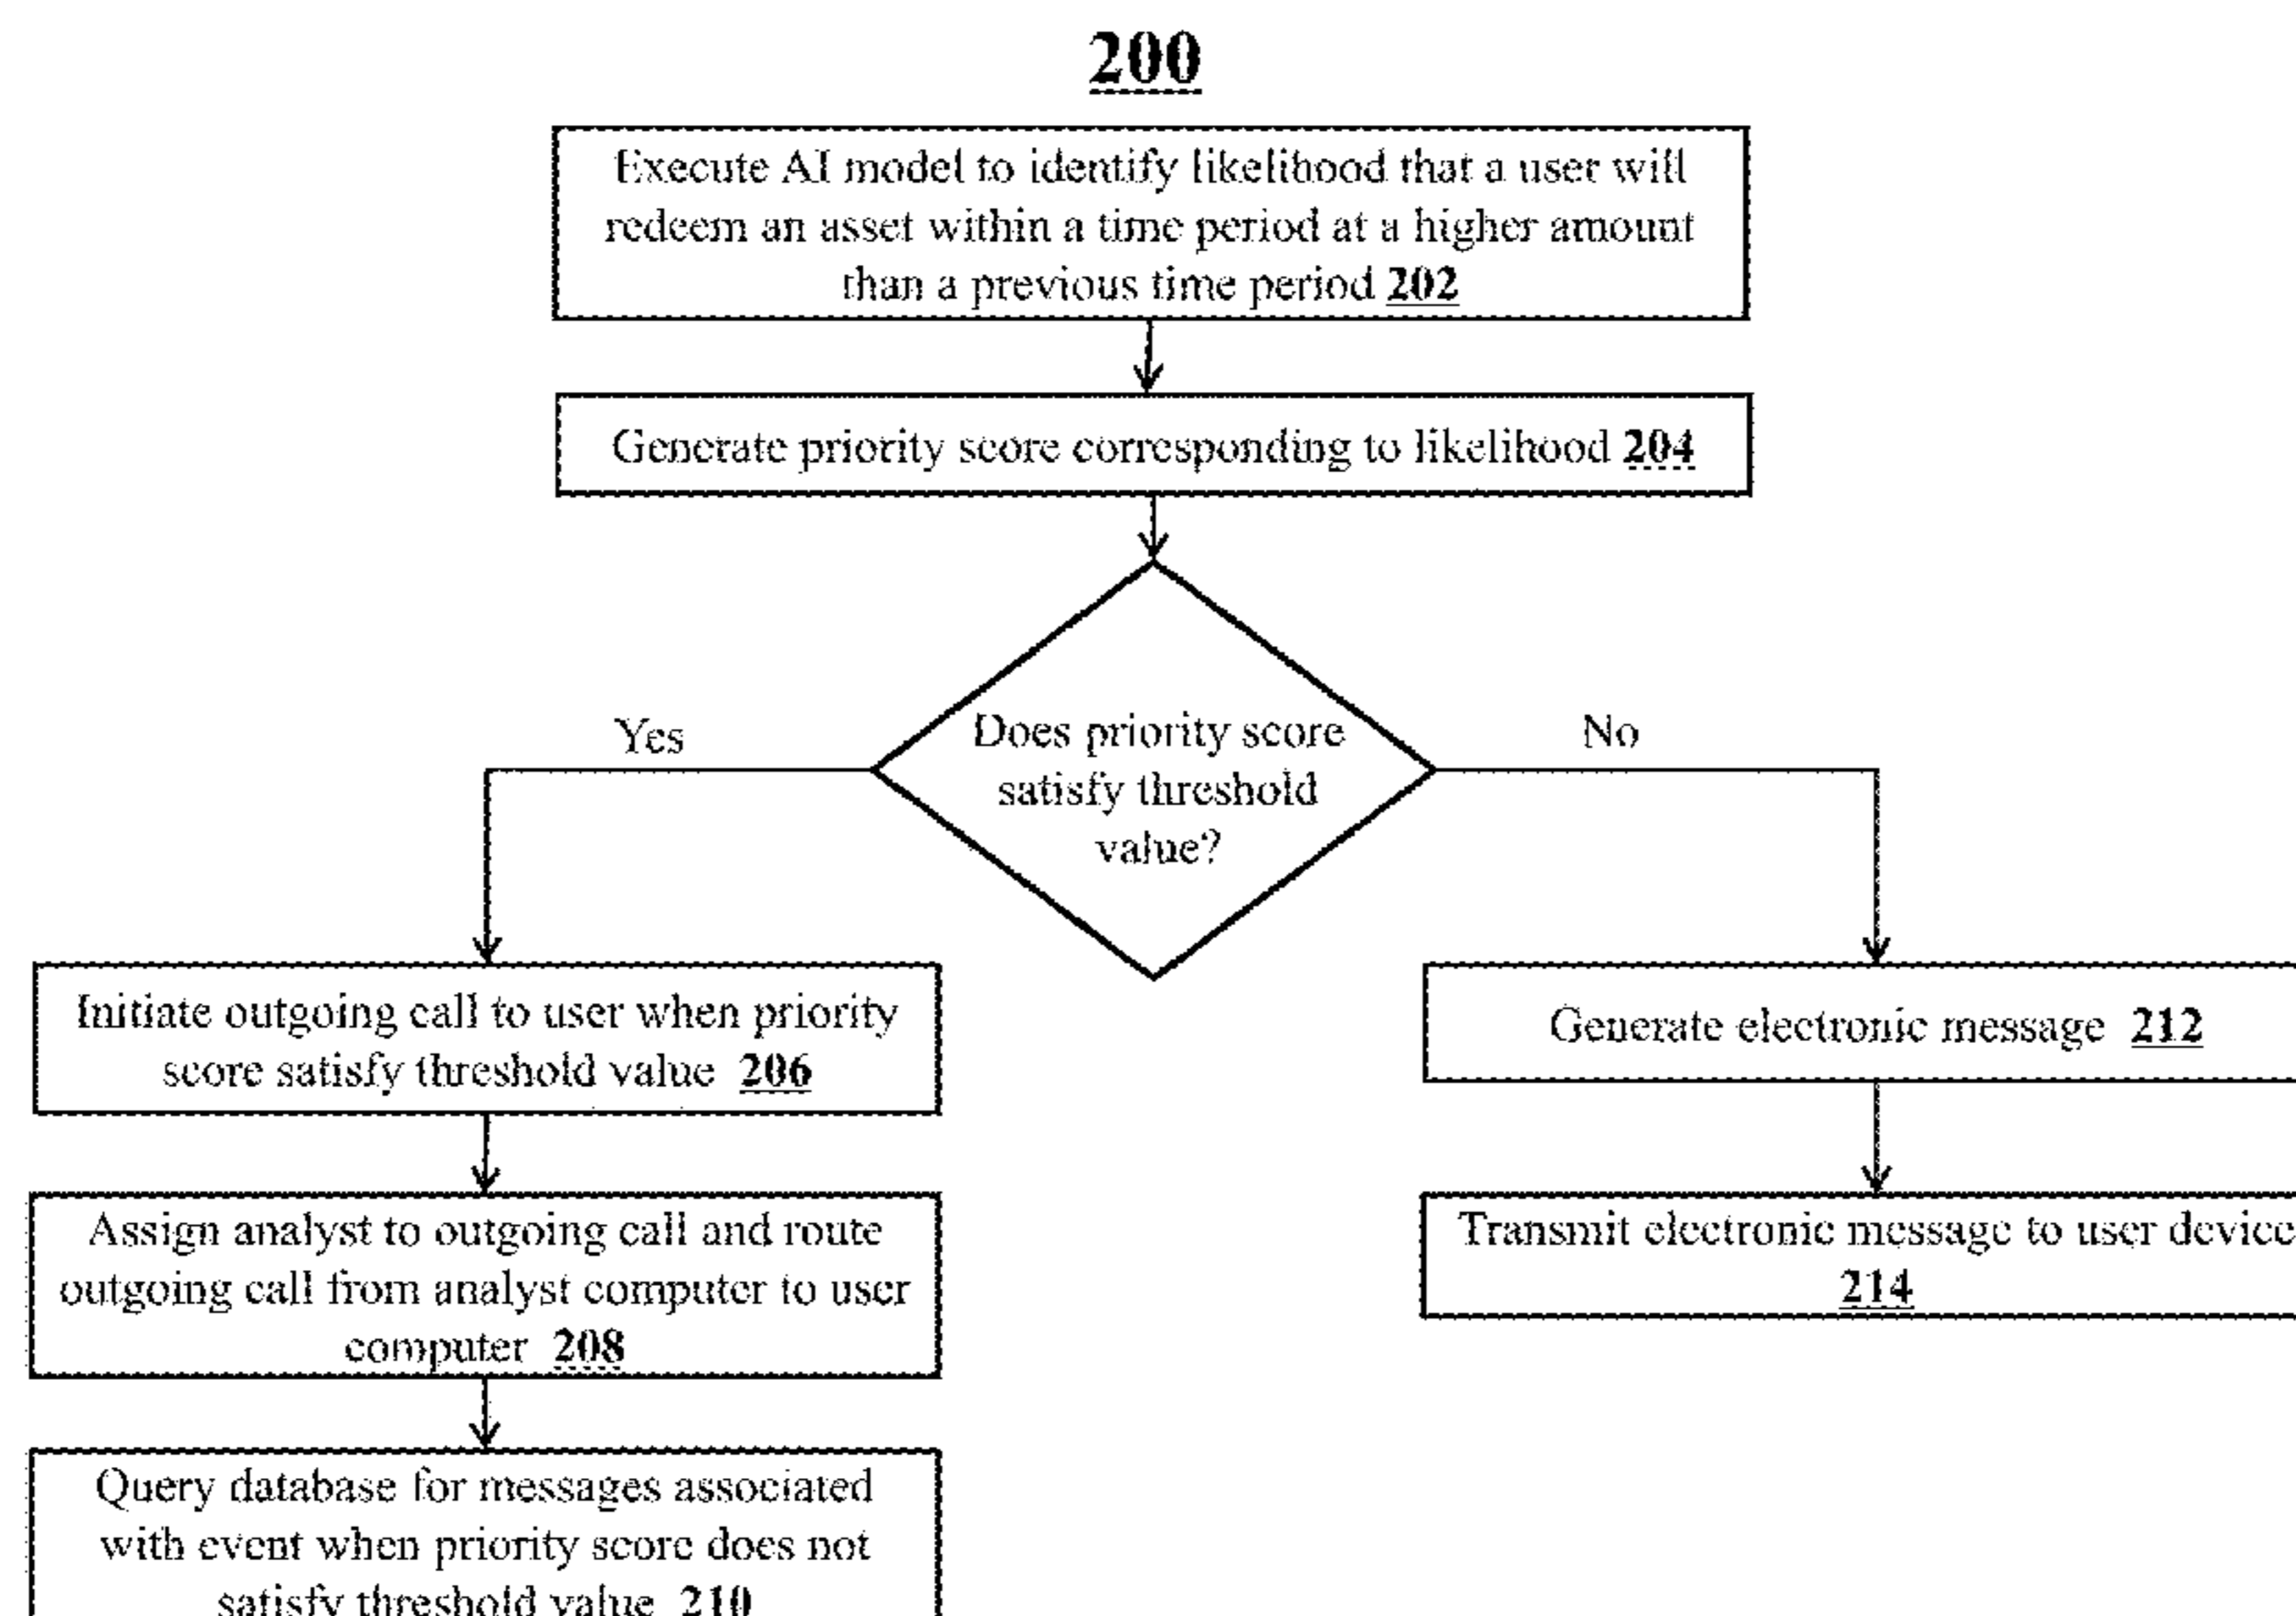 200
Execute AI model to identify likelihood that a user will
redeem an asset within a time period at a higher amount
than a previous time period 202
Generate priority score corresponding to likelihood 204
Does priority score
satisfy threshold
value?
Yes
No
Initiate outgoing call to user when priority
score satisfy threshold value 206
Assign analyst to outgoing call and route
outgoing call from analyst computer to user
computer 208
Query database for messages associated
with event when priority score does not
satisfy threshold value 210
Generate electronic message 212
Transmit electronic message to user device
214